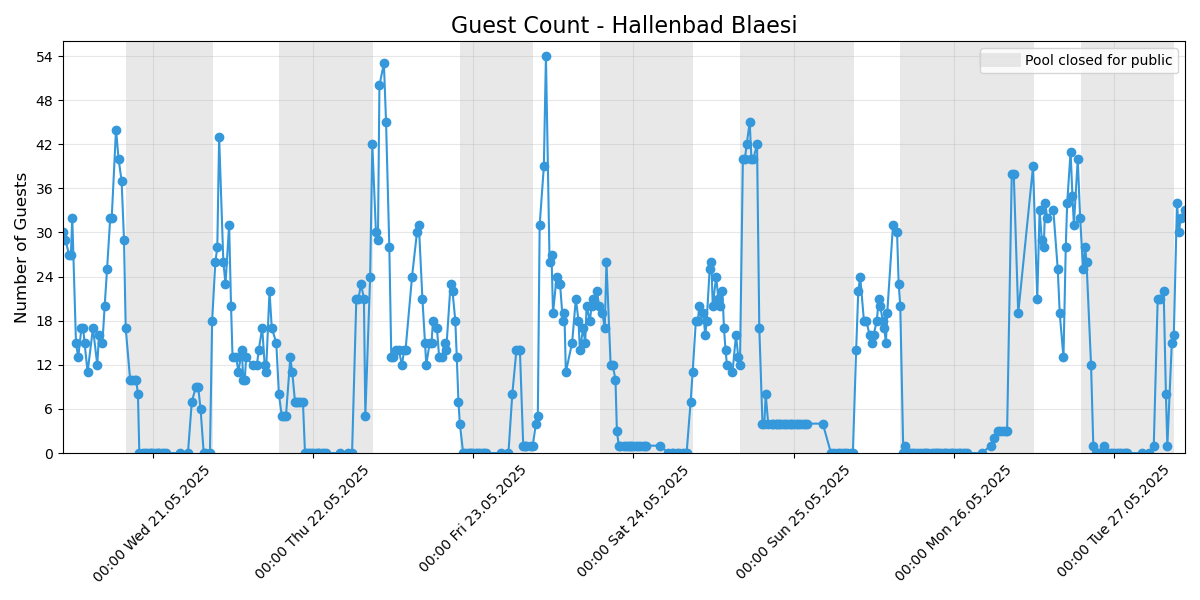 Guest Count - Hallenbad Blaesi
Pool closed for public
Number of Guests
54
48
42
36
30
24
18
12
6
0
00:00 Wed 21.05.2025
00:00 Thu 22.05.2025
00:00 Fri 23.05.2025
00:00 Sat 24.05.2025
00:00 Sun 25.05.2025
00:00 Mon 26.05.2025
00:00 Tue 27.05.2025